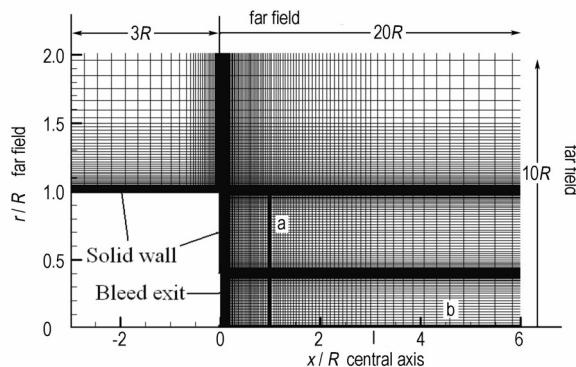 far field
3R
20R
2.0
1.5
1.0
0.5
0
r / R far field
Solid wall
Bleed exit
a
b
10R
far field
-2
0
2
4
6
x / R central axis